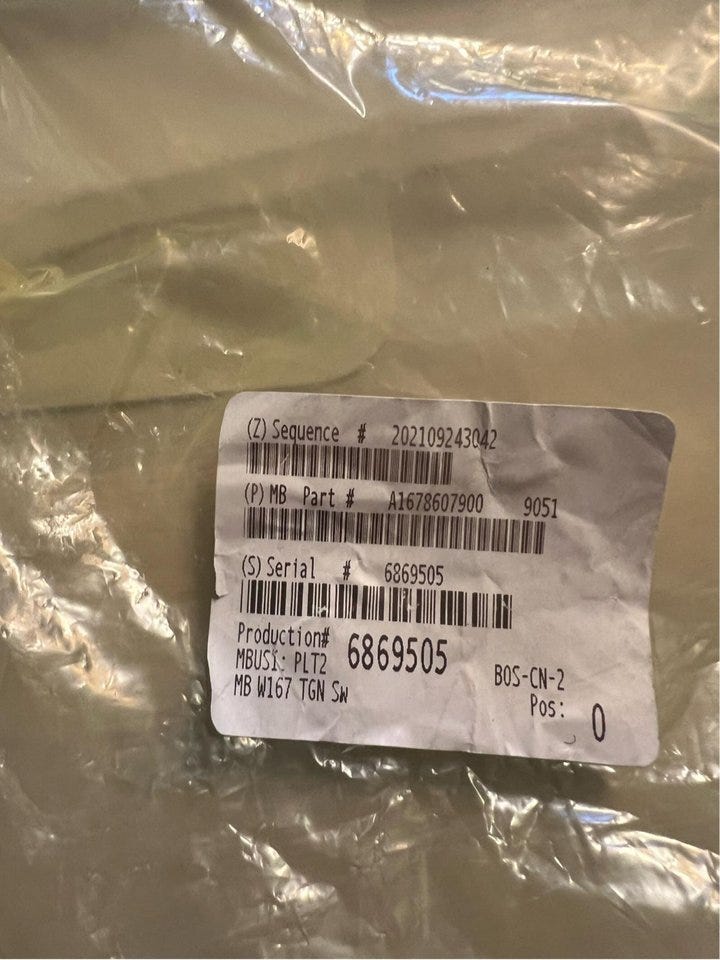 (Z) Sequence # 202109243042
(P) MB Part # A1678607900 9051
(S) Serial # 6869505
Production# 6869505
MBUSI: PLT2
BOS-CN-2
MB W167 TGN SW
Pos: 0